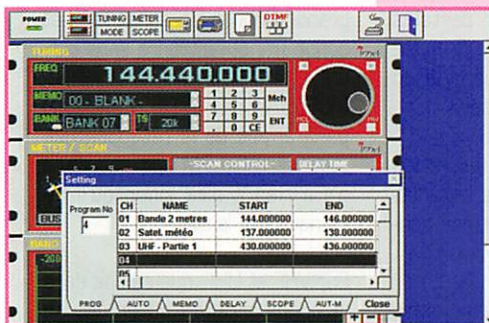 POWER TUNING METER DTMF
MODE SCOPE
TUNING
FREQ 144.440.000
MEMO 00 - BLANK - 1 2 3 Mch
4 5 6
BANK BANK 07 TS 20k 7 8 9 ENT
. 0 CE
METER / SCAN
-SCAN CONTROL- DELAY TIME
Setting
Program No CH NAME START END
4 01 Bande 2 metres 144.000000 146.000000
02 Satel. météo 137.000000 138.000000
03 UHF - Partie 1 430.000000 436.000000
04
05
BUS
BAND
-200
PROG AUTO MEMO DELAY SCOPE AUT-M Close